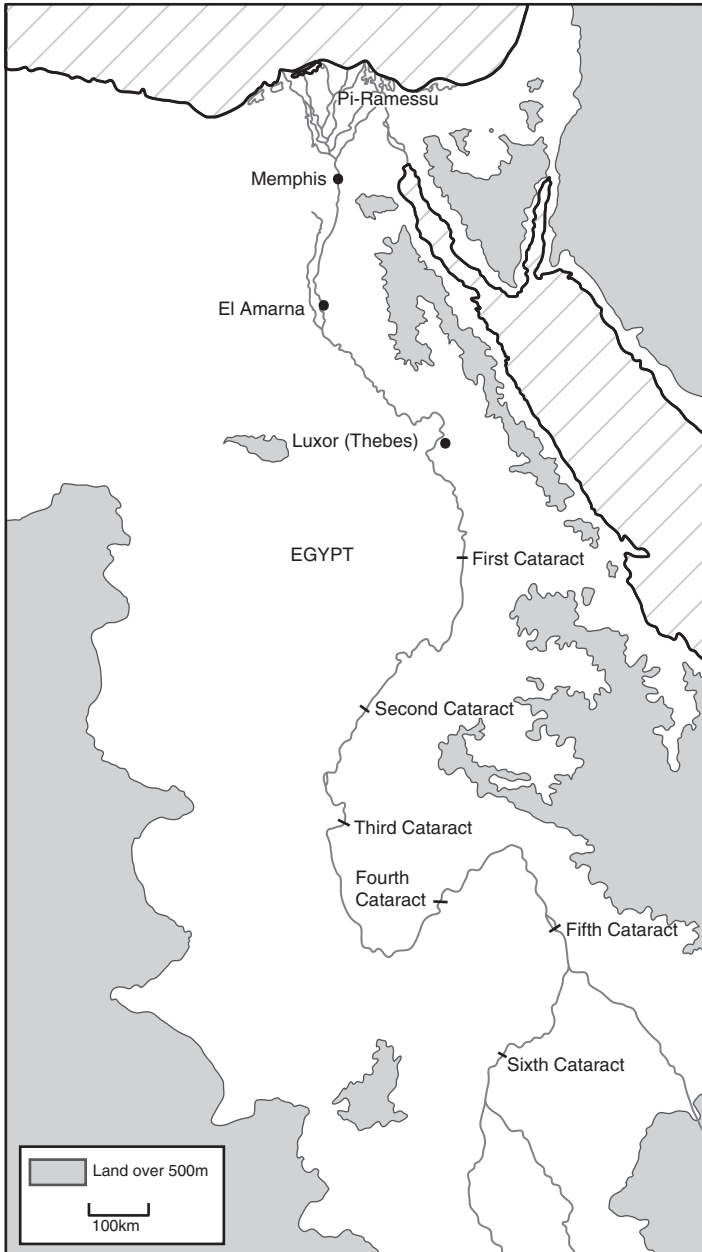 Pi-Ramessu
Memphis
El Amarna
Luxor (Thebes)
EGYPT
First Cataract
Second Cataract
Third Cataract
Fourth
Cataract
Fifth Cataract
Sixth Cataract
Land over 500m
100km